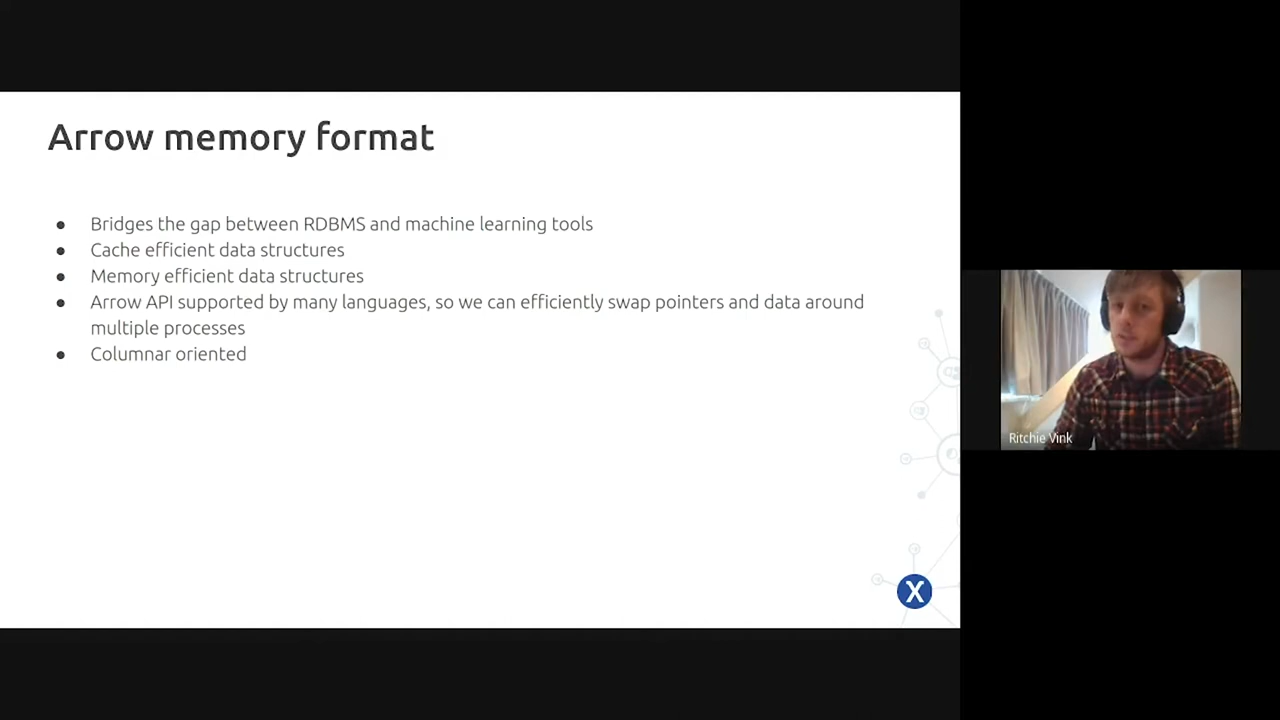 Arrow memory format
● Bridges the gap between RDBMS and machine learning tools
● Cache efficient data structures
● Memory efficient data structures
● Arrow API supported by many languages, so we can efficiently swap pointers and data around
multiple processes
● Columnar oriented
X
Ritchie Vink